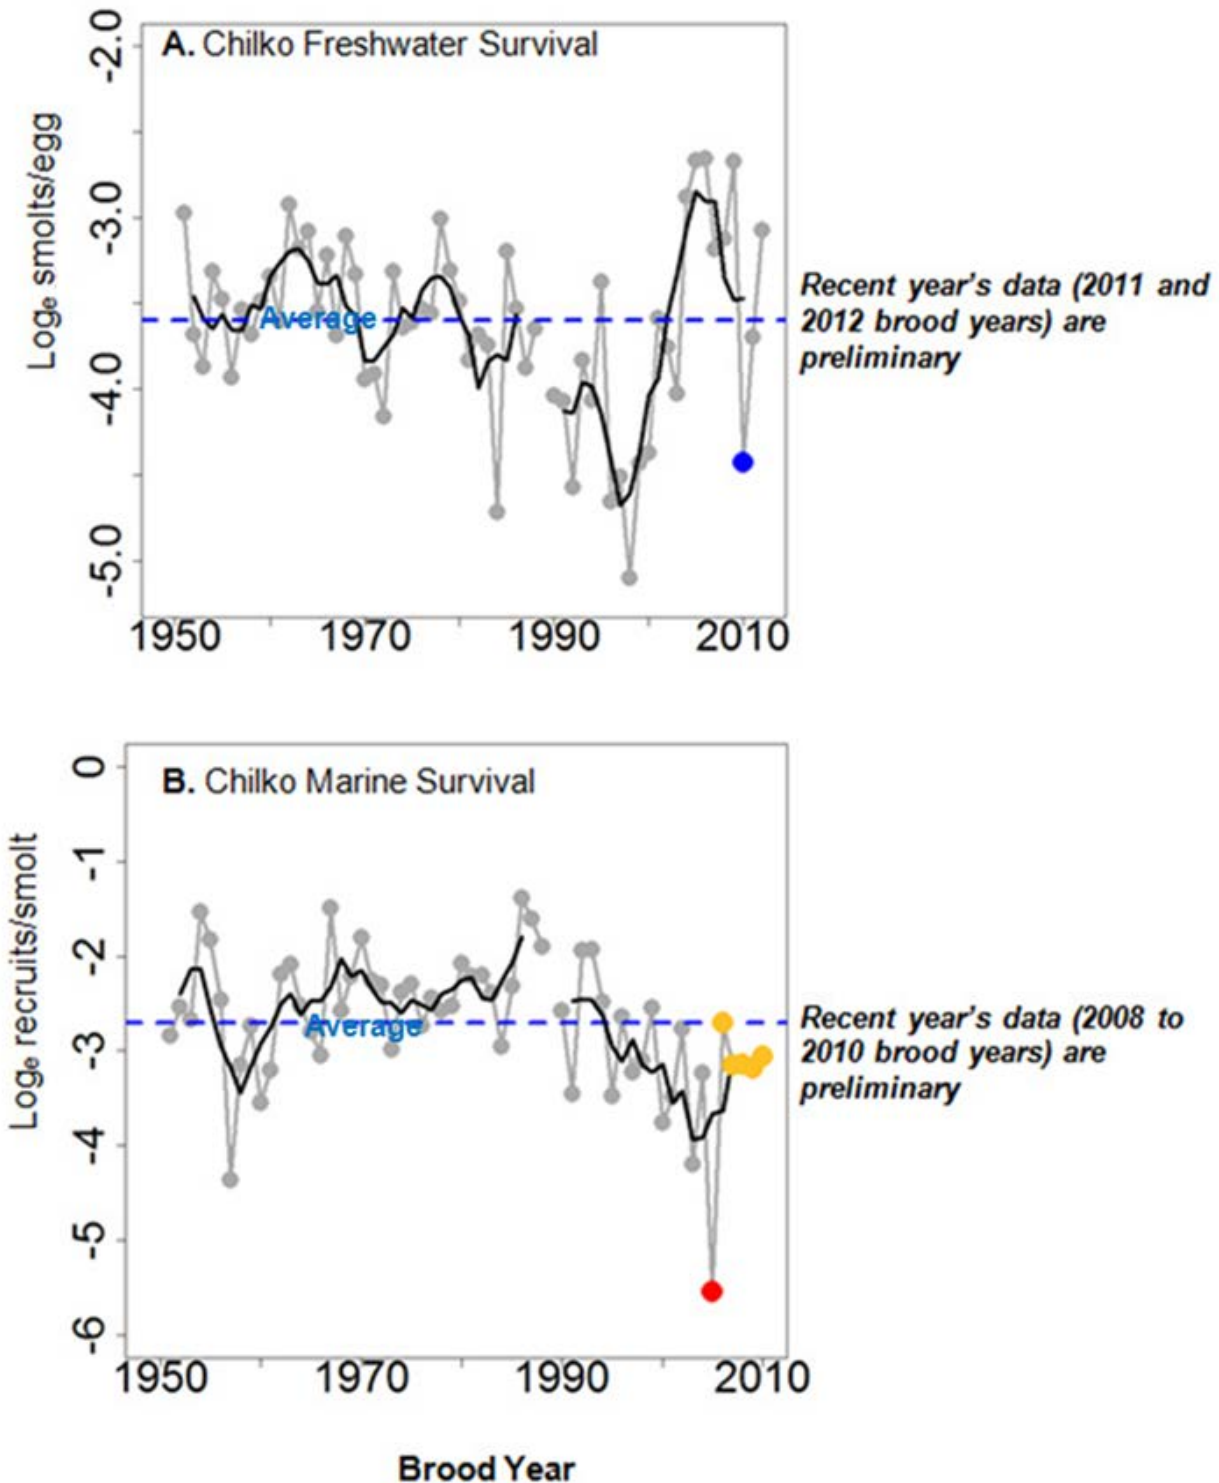 A. Chilko Freshwater Survival
Logₑ smolts/egg
-2.0
-3.0
-4.0
-5.0
Average
1950 1970 1990 2010
Recent year's data (2011 and
2012 brood years) are
preliminary
B. Chilko Marine Survival
Logₑ recruits/smolt
0
-1
-2
-3
-4
-5
-6
Average
1950 1970 1990 2010
Recent year's data (2008 to
2010 brood years) are
preliminary
Brood Year